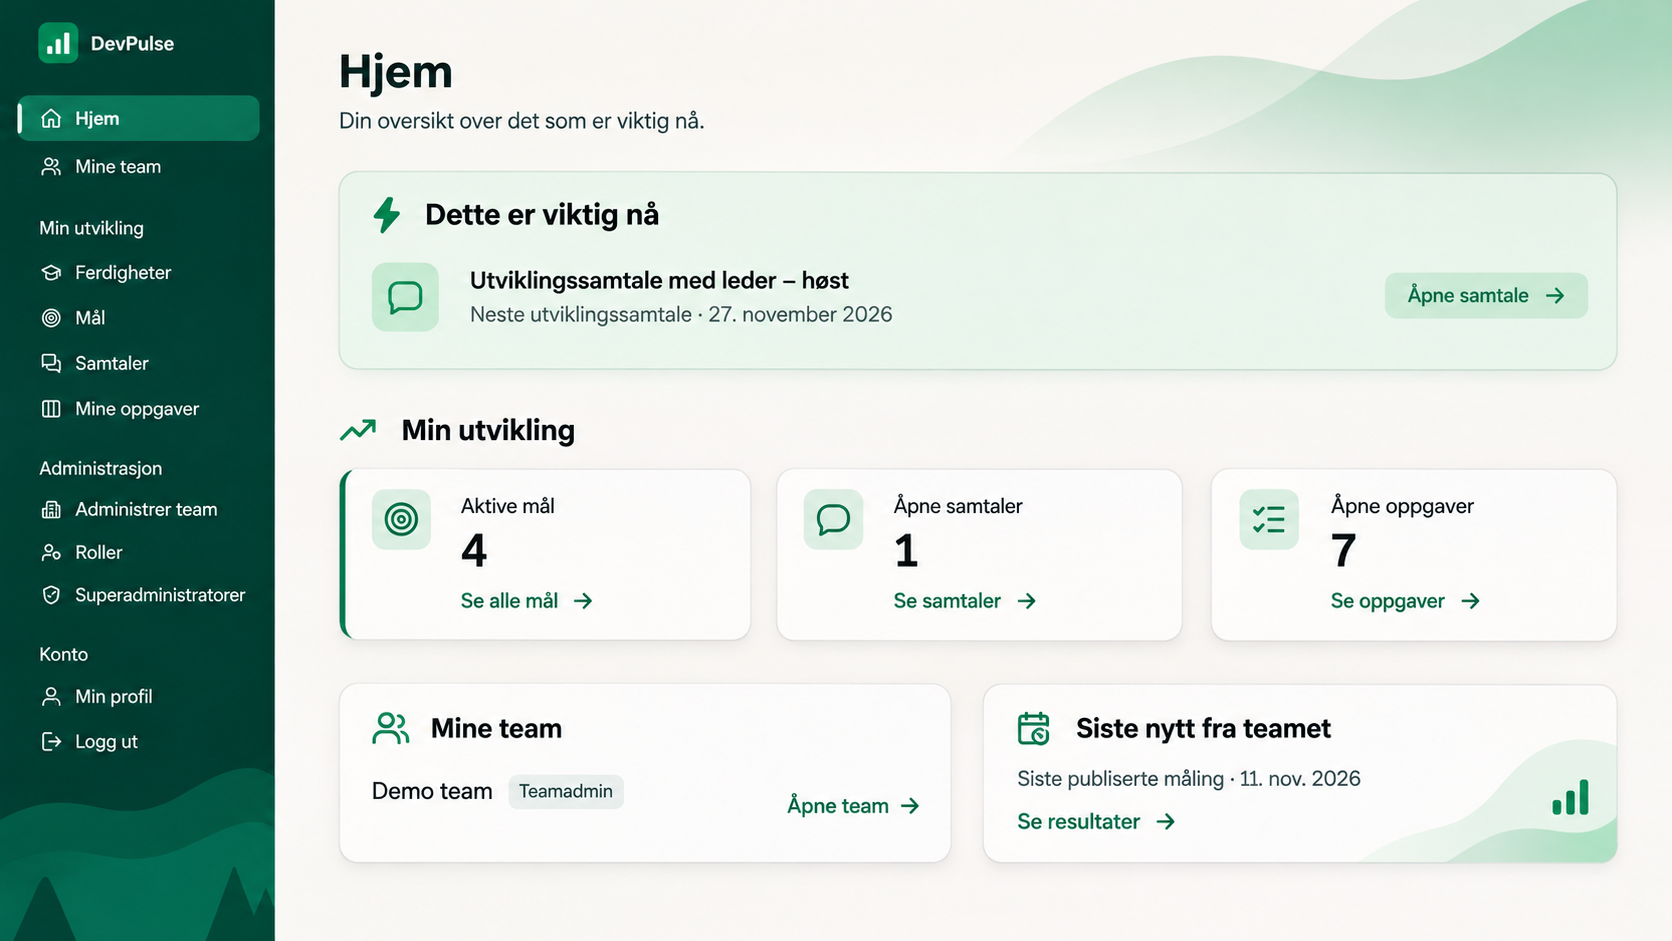 DevPulse
Hjem
Mine team
Min utvikling
Ferdigheter
Mål
Samtaler
Mine oppgaver
Administrasjon
Administrer team
Roller
Superadministratorer
Konto
Min profil
Logg ut
Hjem
Din oversikt over det som er viktig nå.
Dette er viktig nå
Utviklingssamtale med leder – høst
Neste utviklingssamtale · 27. november 2026
Åpne samtale
Min utvikling
Aktive mål
4
Se alle mål
Åpne samtaler
1
Se samtaler
Åpne oppgaver
7
Se oppgaver
Mine team
Demo team Teamadmin
Åpne team
Siste nytt fra teamet
Siste publiserte måling · 11. nov. 2026
Se resultater